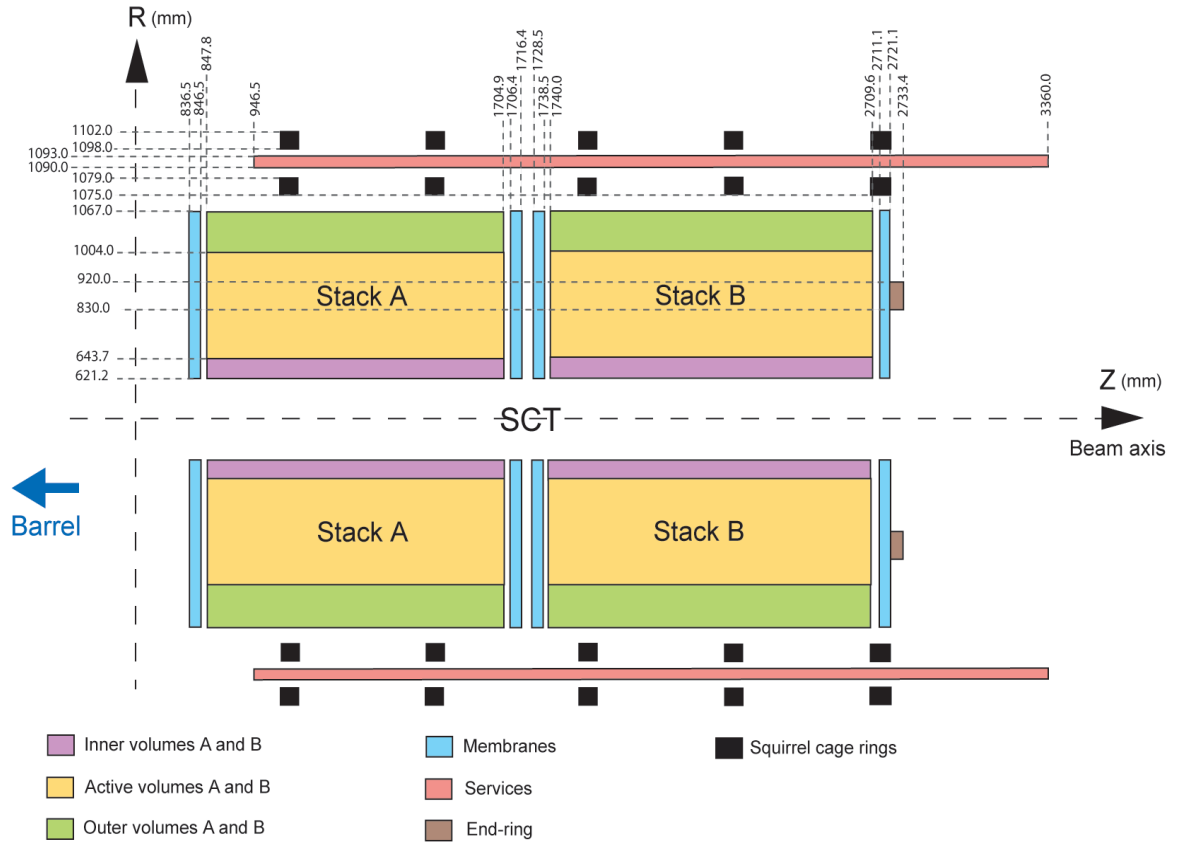 R (mm)
836.5
846.5
847.8
946.5
1704.9
1706.4
1716.4
1728.5
1738.5
1740.0
2709.6
2711.1
2721.1
2733.4
3360.0
1102.0
1098.0
1093.0
1090.0
1079.0
1075.0
1067.0
1004.0
920.0
830.0
643.7
621.2
Stack A
Stack B
Z (mm)
SCT
Beam axis
Barrel
Stack A
Stack B
Inner volumes A and B
Membranes
Squirrel cage rings
Active volumes A and B
Services
Outer volumes A and B
End-ring